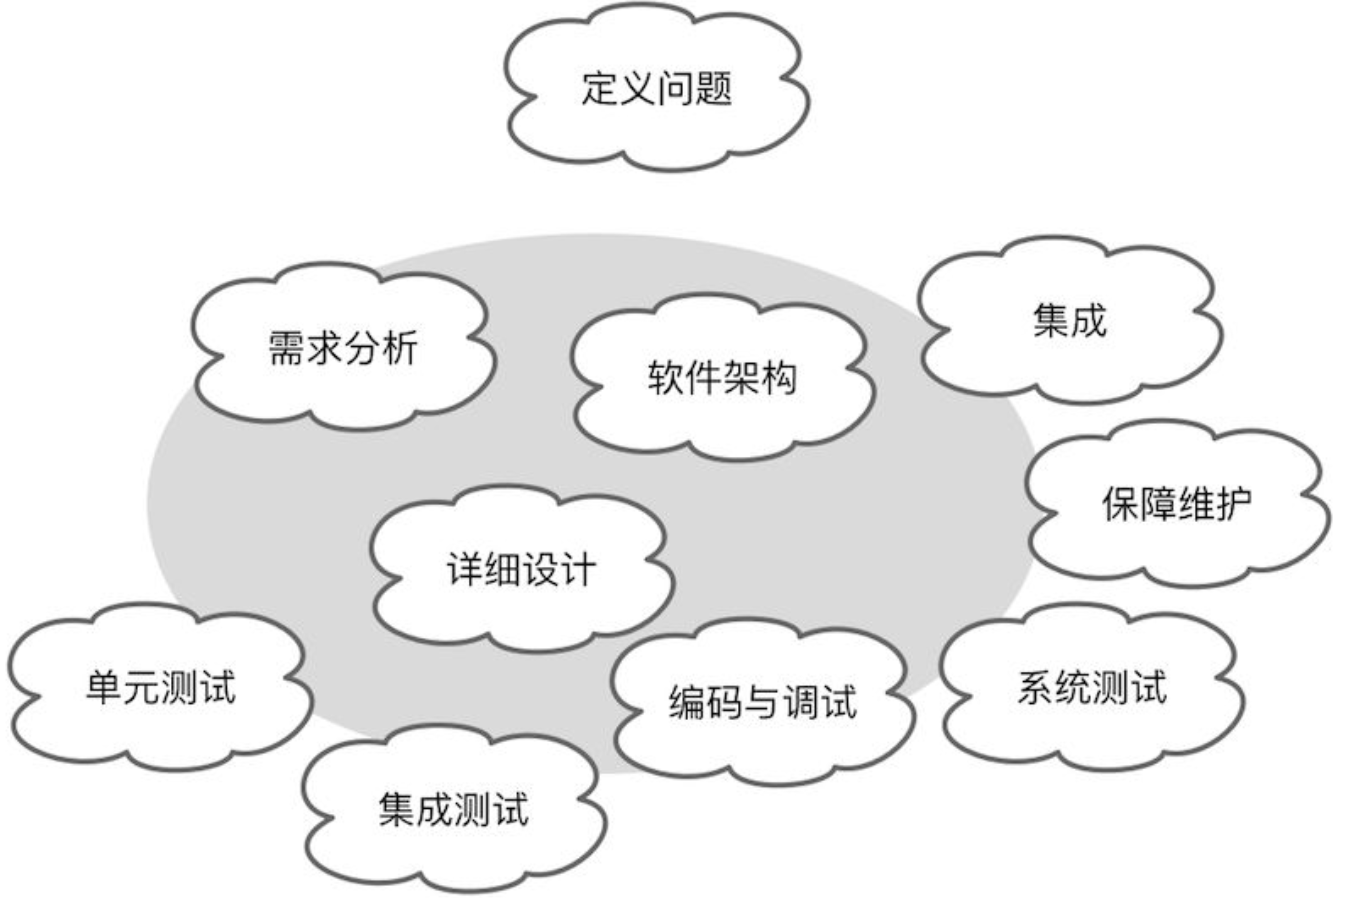 定义问题
需求分析
软件架构
集成
保障维护
详细设计
单元测试
编码与调试
系统测试
集成测试